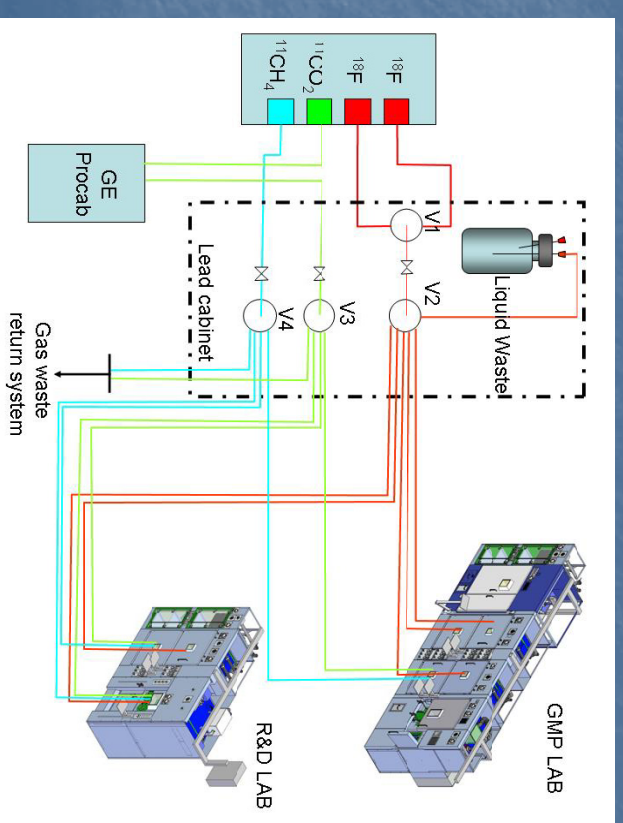 ¹⁸F
¹⁸F
¹¹CO₂
¹¹CH₄
GE
Procab
V1
V2
V3
V4
Liquid Waste
Lead cabinet
Gas waste
return system
GMP LAB
R&D LAB